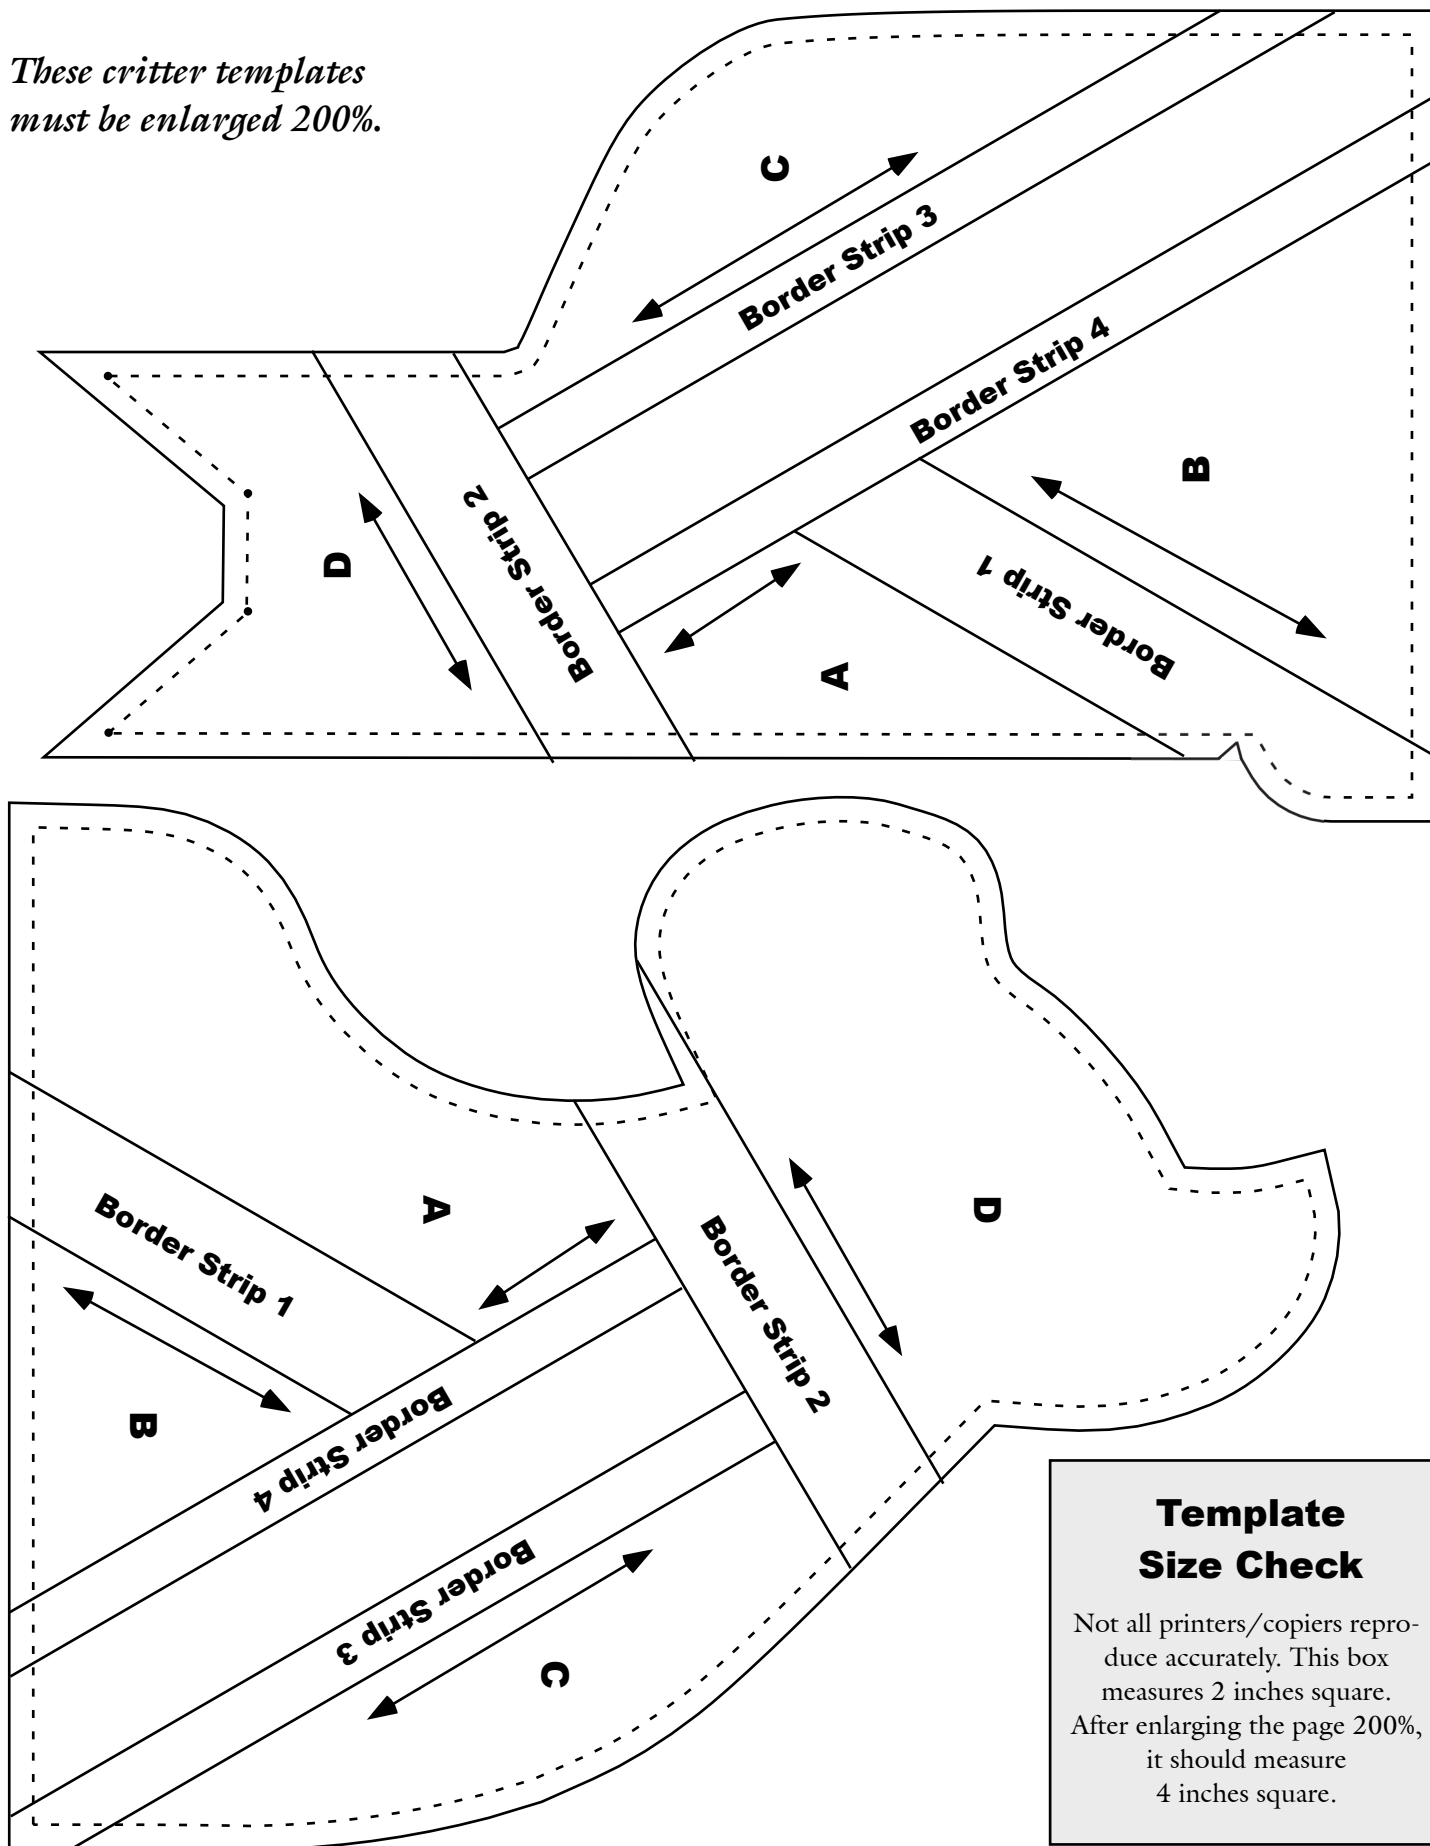 These critter templates
must be enlarged 200%.
C
Border Strip 3
Border Strip 4
B
Border Strip 2
D
Border Strip 1
A
Border Strip 1
A
D
Border Strip 2
B
Border Strip 4
Border Strip 3
C
Template
Size Check
Not all printers/copiers repro-
duce accurately. This box
measures 2 inches square.
After enlarging the page 200%,
it should measure
4 inches square.